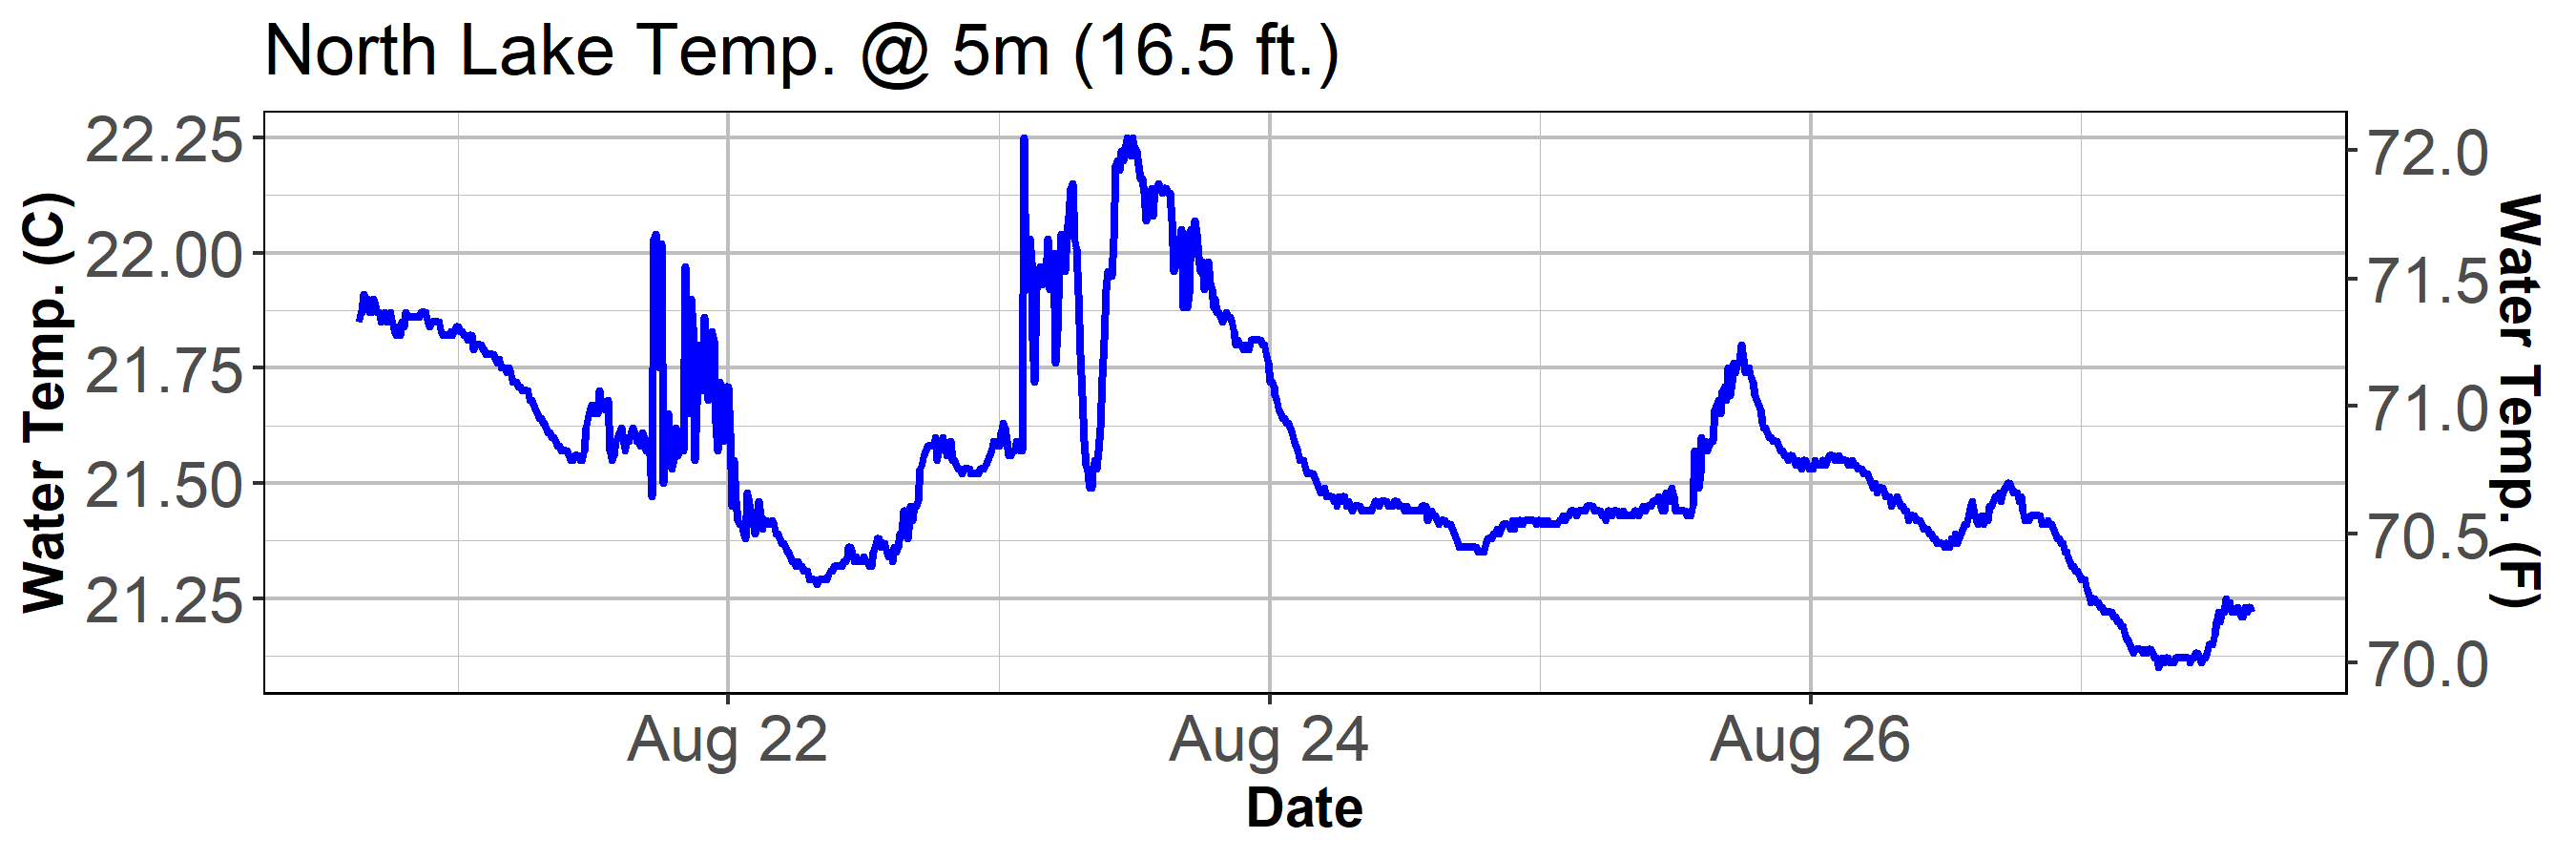 North Lake Temp. @ 5m (16.5 ft.)
Water Temp. (C)
22.25
22.00
21.75
21.50
21.25
72.0
71.5
71.0
70.5
70.0
Water Temp. (F)
Aug 22
Aug 24
Aug 26
Date